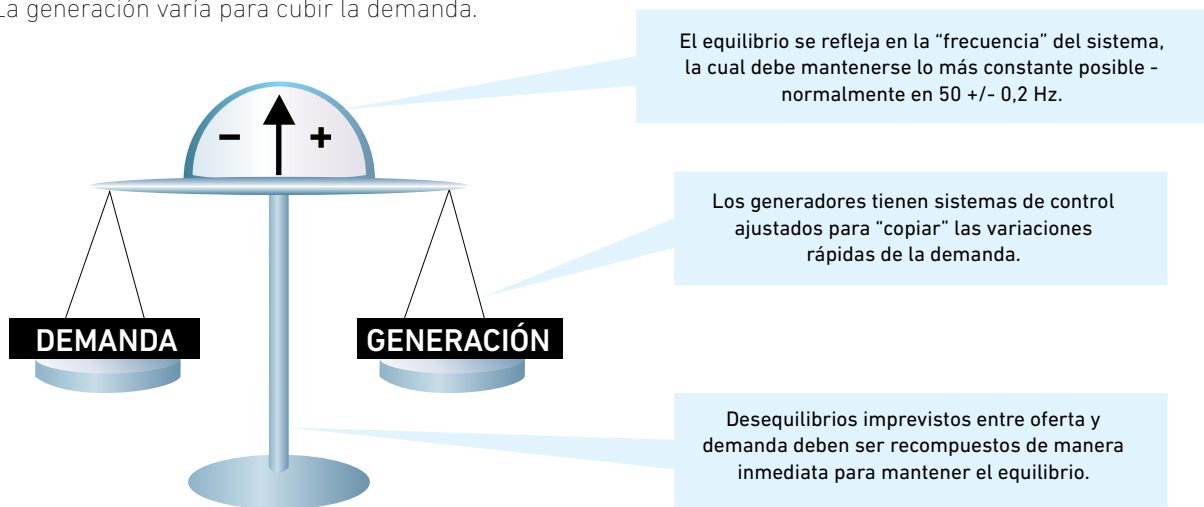 La generación varía para cubrir la demanda.
El equilibrio se refleja en la “frecuencia” del sistema,
la cual debe mantenerse lo más constante posible -
normalmente en 50 +/- 0,2 Hz.
− +
Los generadores tienen sistemas de control
ajustados para “copiar” las variaciones
rápidas de la demanda.
DEMANDA
GENERACIÓN
Desequilibrios imprevistos entre oferta y
demanda deben ser recompuestos de manera
inmediata para mantener el equilibrio.